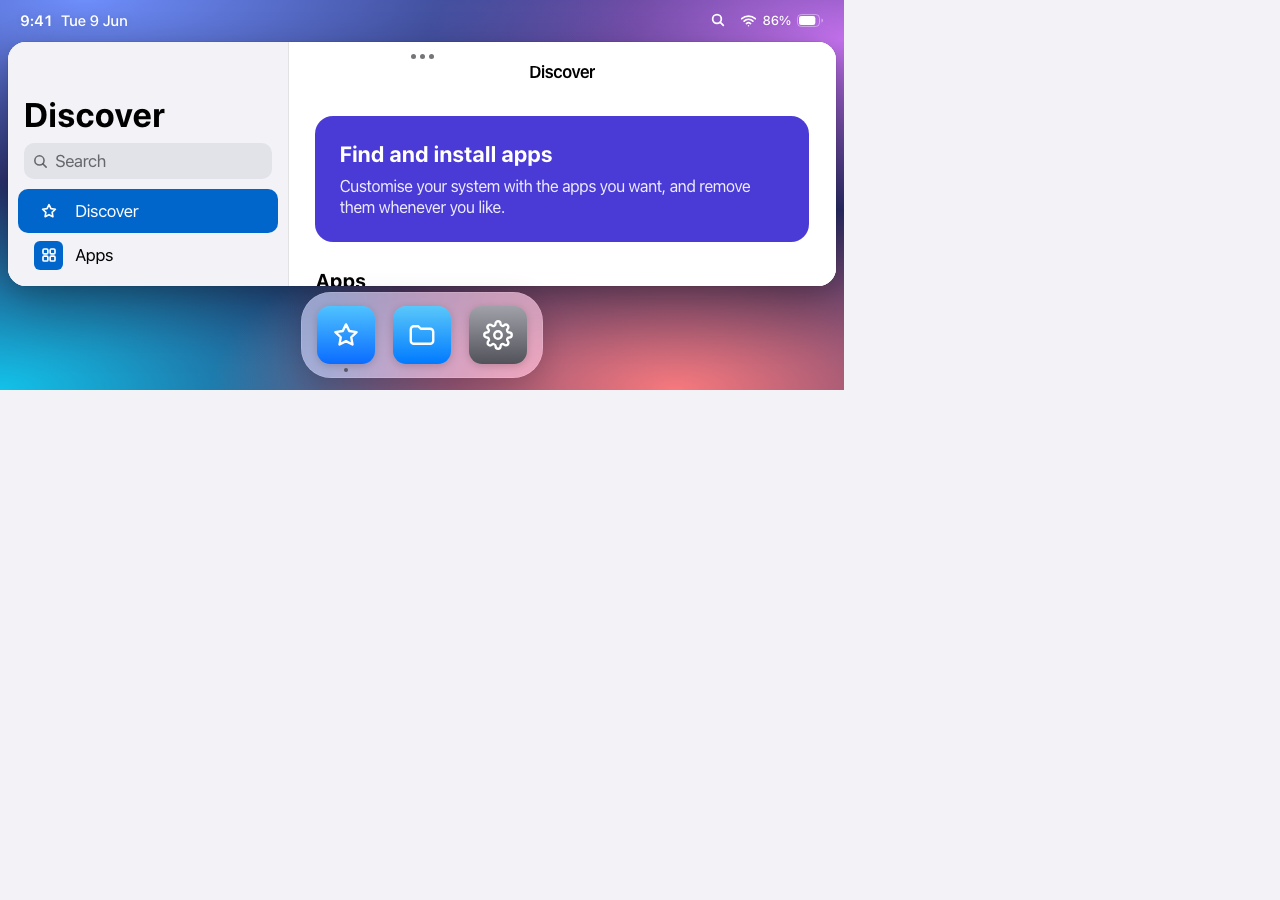 9:41 Tue 9 Jun
86%
Discover
Discover
Search
Discover
Apps
Find and install apps
Customise your system with the apps you want, and remove
them whenever you like.
Apps